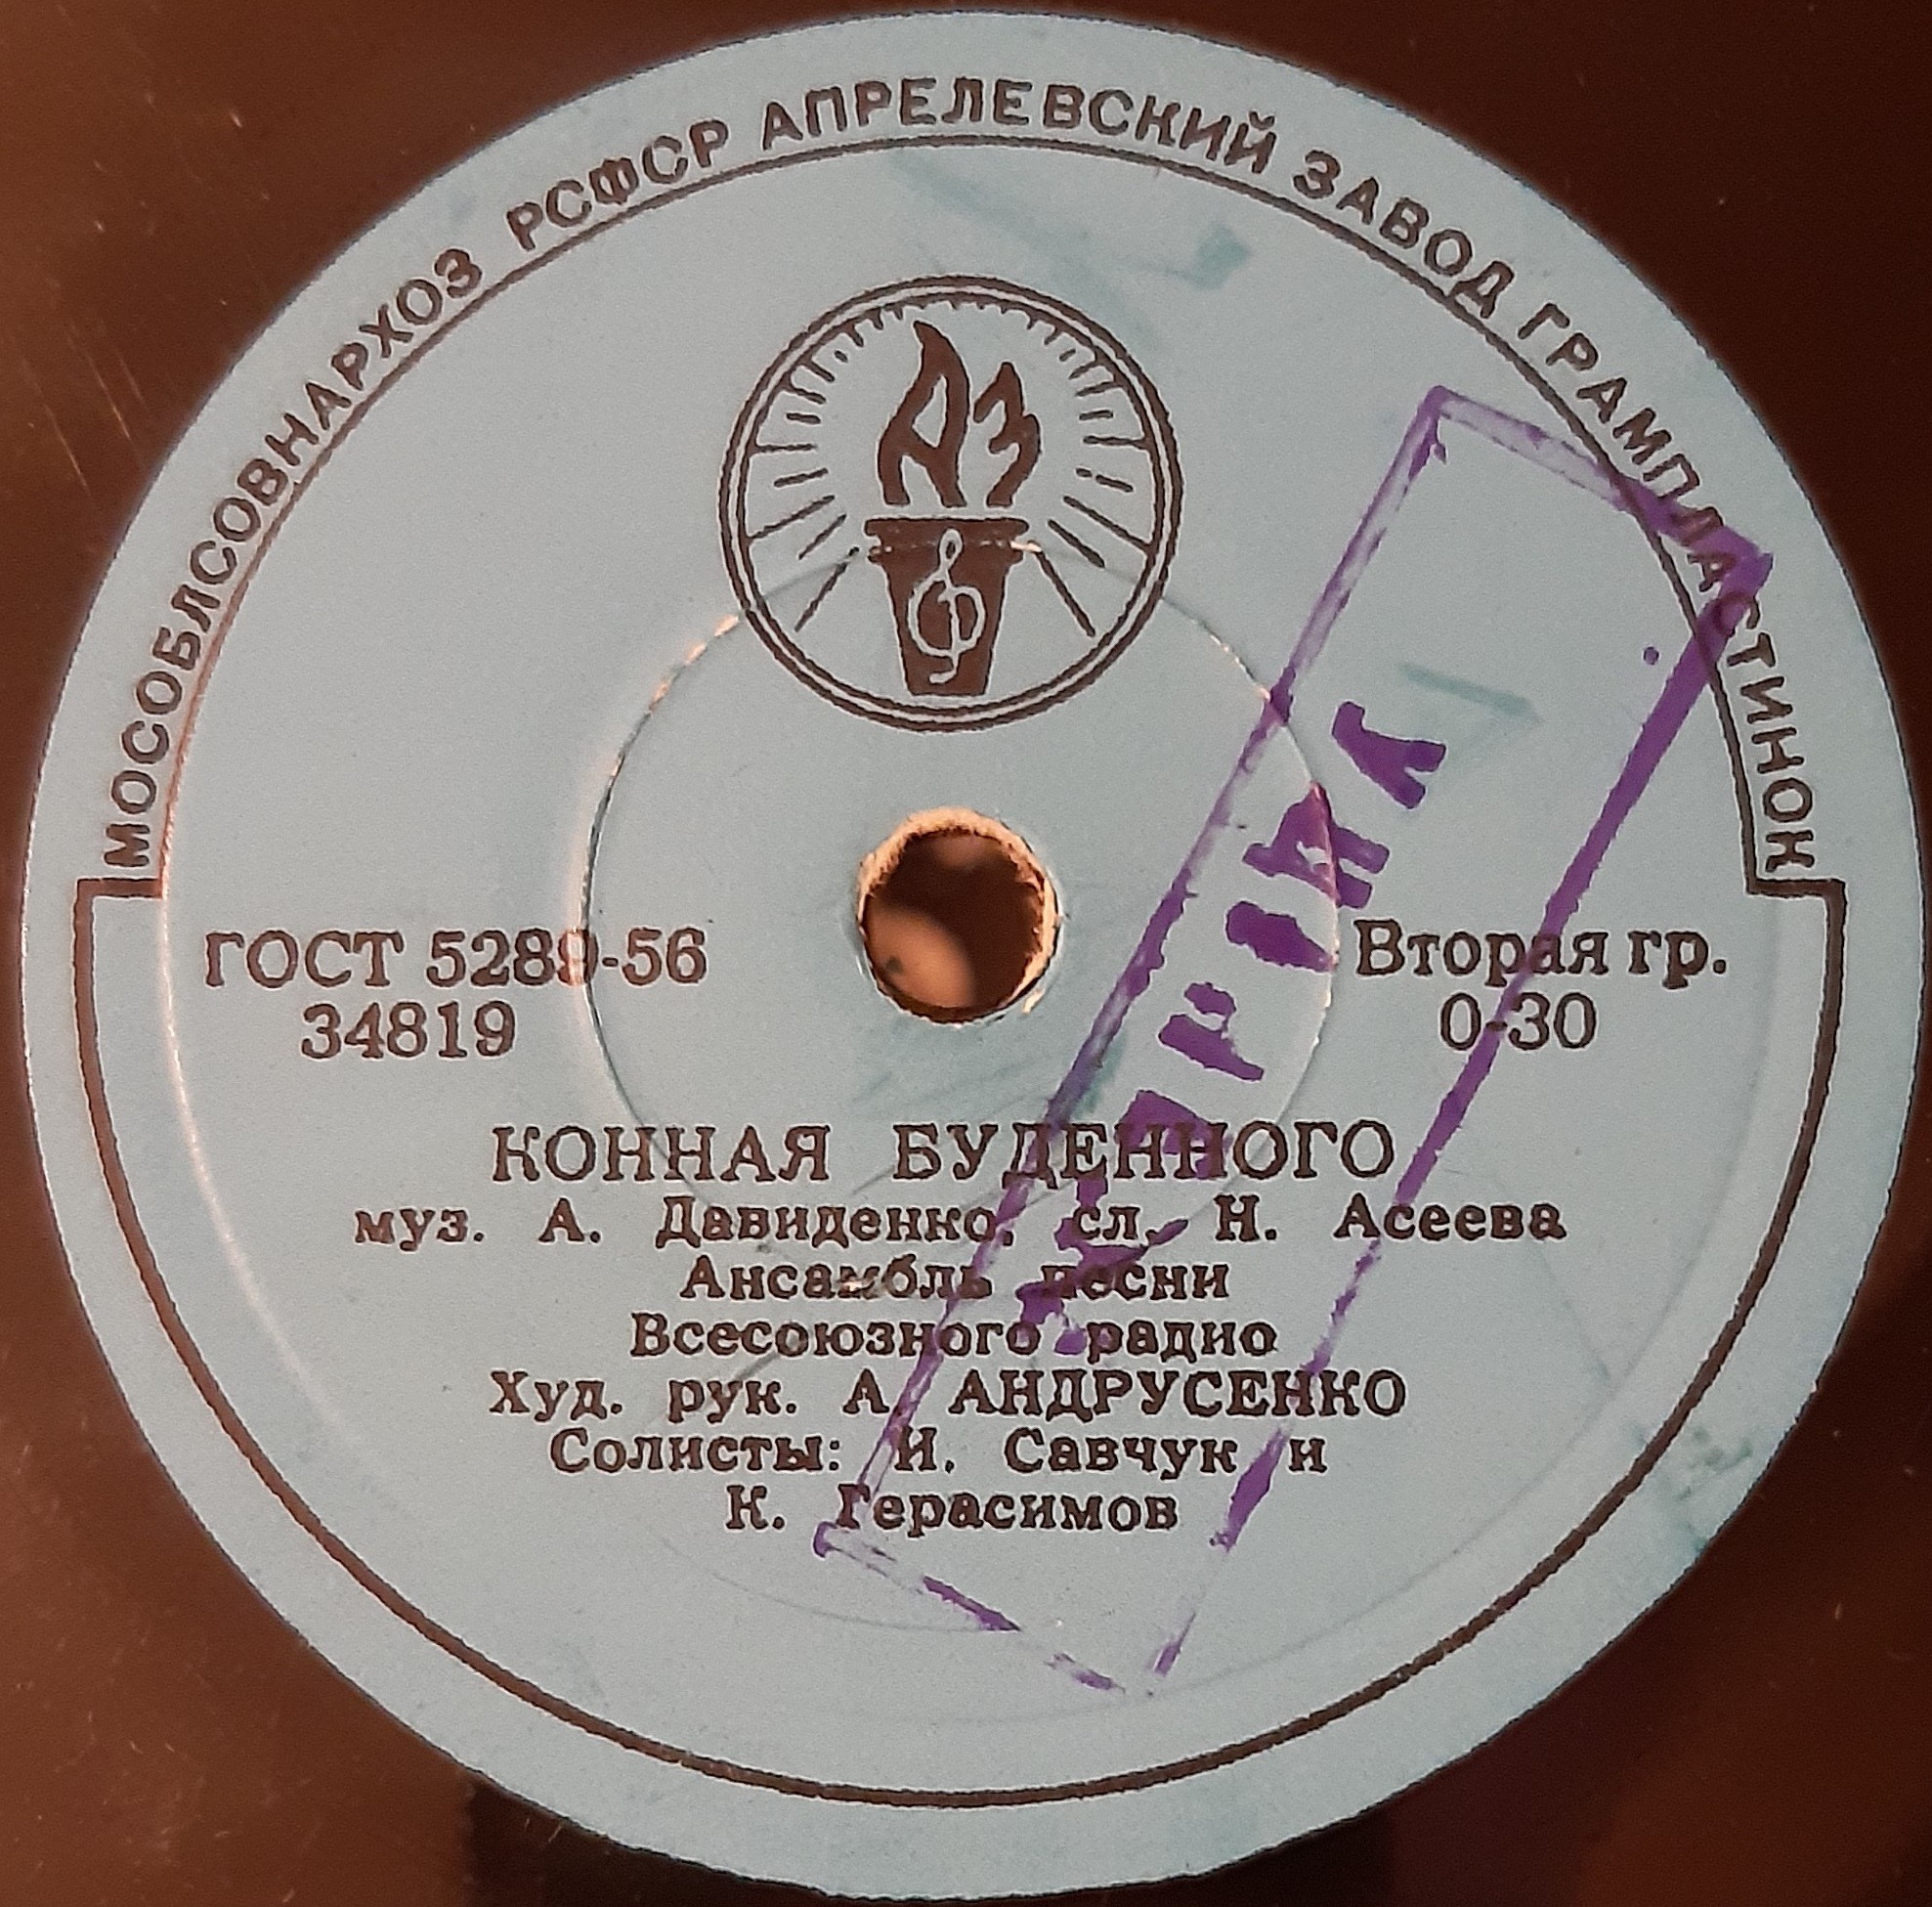 МОСОБЛСОВНАРХОЗ РСФСР АПРЕЛЕВСКИЙ ЗАВОД ГРАМПЛАСТИНОК
АЗ
ГОСТ 5289-56
34819
Вторая гр.
0-30
КОННАЯ БУДЕННОГО
муз. А. Давиденко, сл. Н. Асеева
Ансамбль песни
Всесоюзного радио
Худ. рук. А. АНДРУСЕНКО
Солисты: И. Савчук и
К. Герасимов